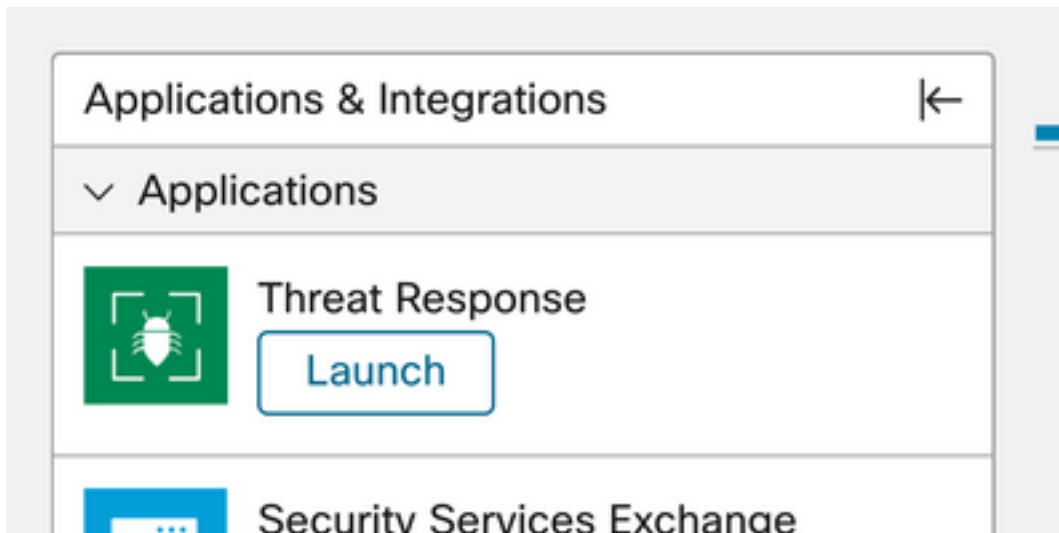 Applications & Integrations
Applications
Threat Response
Launch
Security Services Exchange